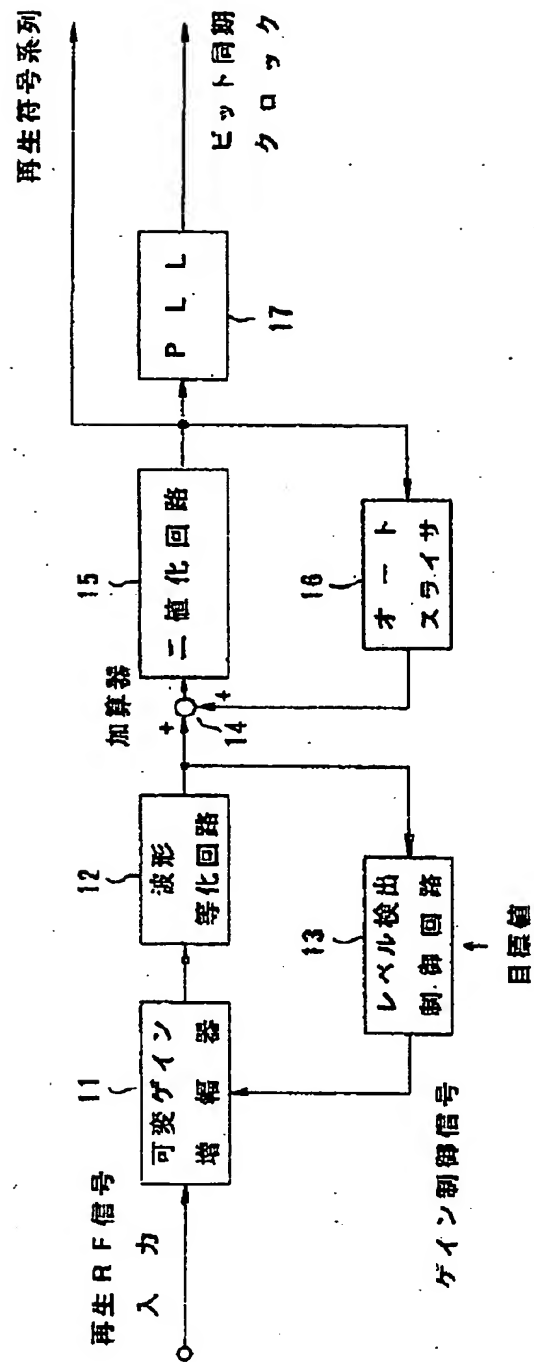 再生RF信号
入力
11
可変ゲイン
増幅器
12
波形
等化回路
加算器
+
+
14
15
二値化回路
再生符号系列
PLL
17
ビット同期
クロック
レベル検出
制御回路
13
目標値
ゲイン制御信号
オート
スライサ
16